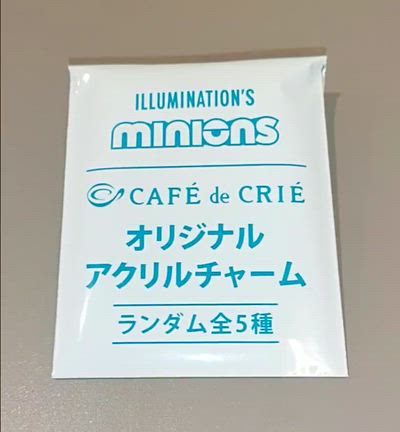 ILLUMINATION'S
minions
CAFÉ de CRIÉ
オリジナル
アクリルチャーム
ランダム全5種